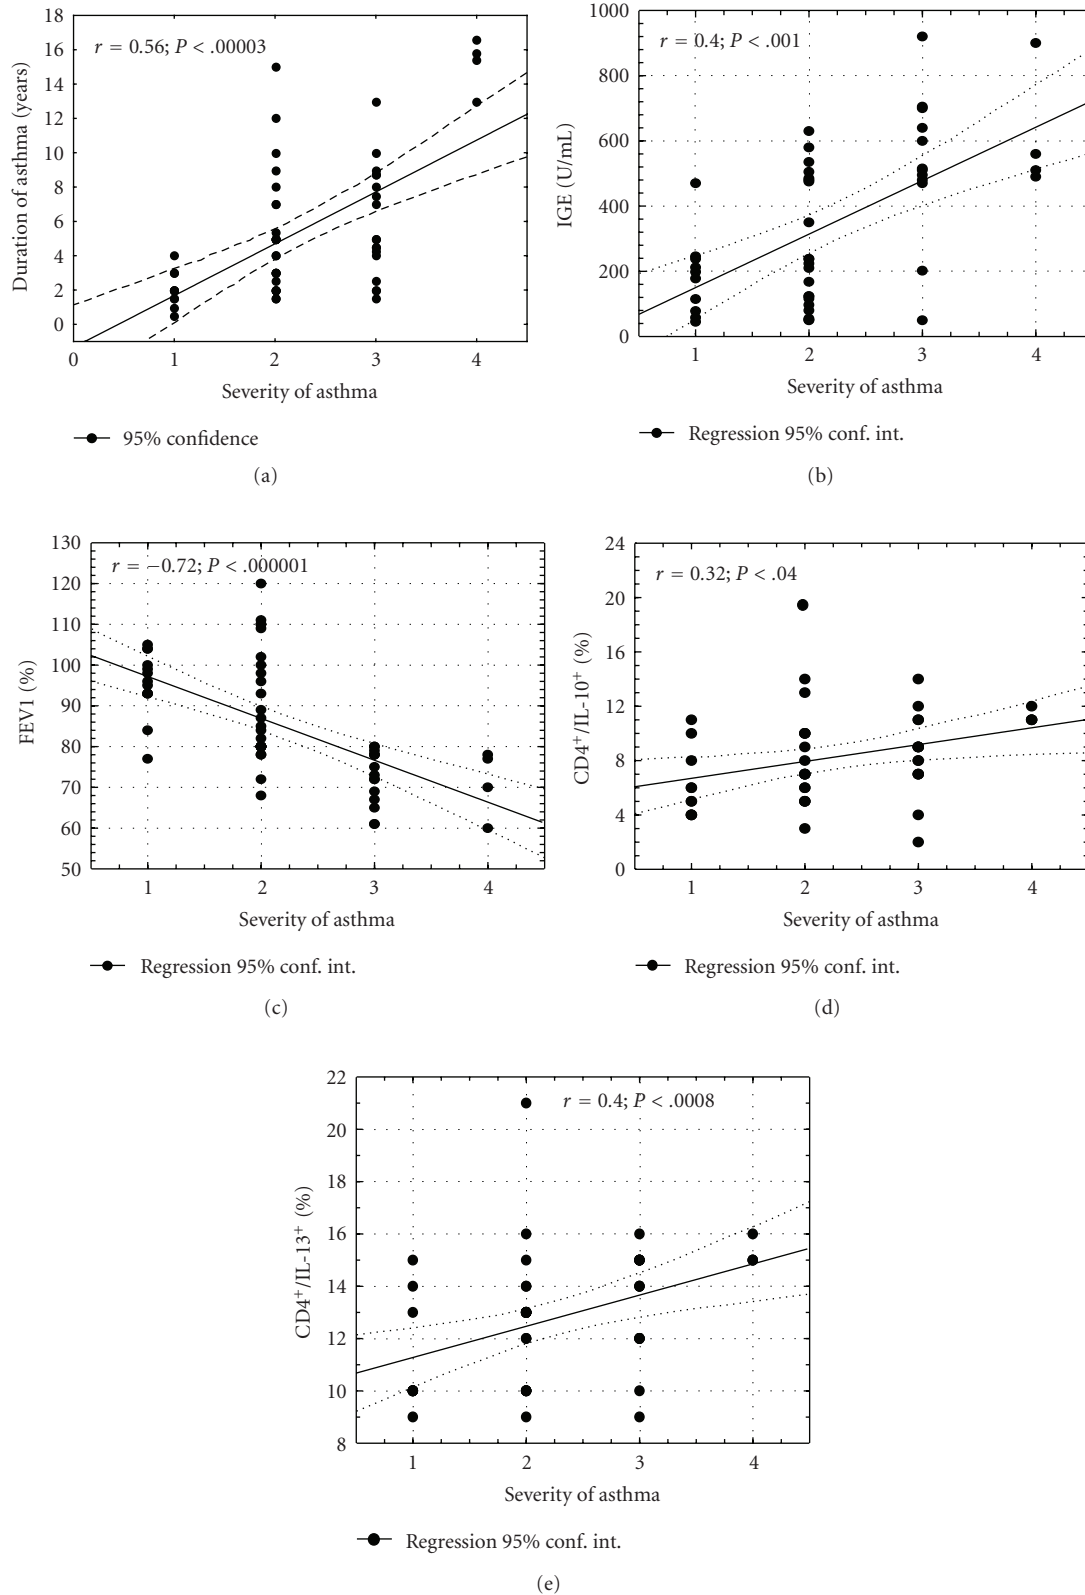 r = 0.56; P < .00003
Duration of asthma (years)
18
16
14
12
10
8
6
4
2
0
0 1 2 3 4
Severity of asthma
95% confidence
(a)
r = 0.4; P < .001
IGE (U/mL)
1000
800
600
400
200
0
1 2 3 4
Severity of asthma
Regression 95% conf. int.
(b)
r = −0.72; P < .000001
FEV1 (%)
130
120
110
100
90
80
70
60
50
1 2 3 4
Severity of asthma
Regression 95% conf. int.
(c)
r = 0.32; P < .04
CD4⁺/IL-10⁺ (%)
24
20
16
12
8
4
0
1 2 3 4
Severity of asthma
Regression 95% conf. int.
(d)
r = 0.4; P < .0008
CD4⁺/IL-13⁺ (%)
22
20
18
16
14
12
10
8
1 2 3 4
Severity of asthma
Regression 95% conf. int.
(e)